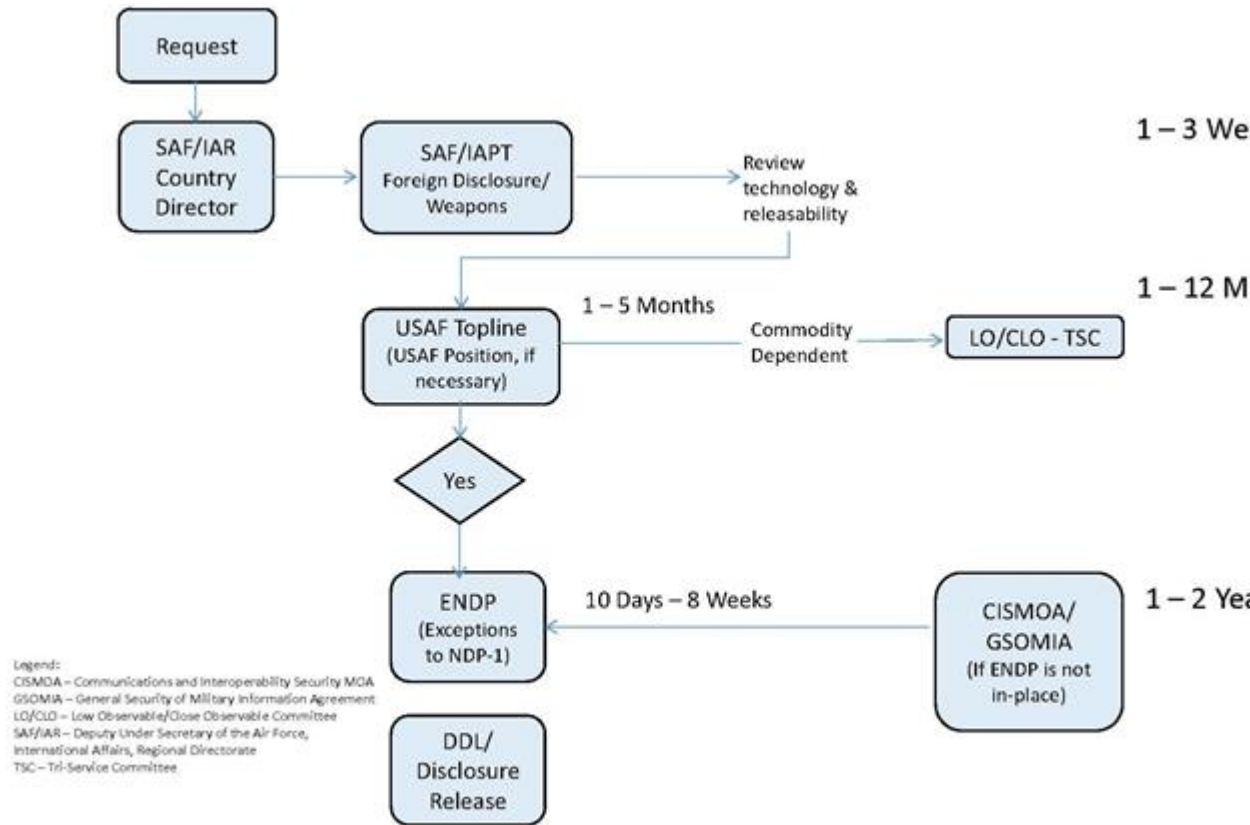 Request
SAF/IAR
Country
Director
SAF/IAPT
Foreign Disclosure/
Weapons
Review
technology &
releasability
1 – 3 We
USAF Topline
(USAF Position, if
necessary)
1 – 5 Months
Commodity
Dependent
LO/CLO - TSC
1 – 12 M
Yes
ENDP
(Exceptions
to NDP-1)
10 Days – 8 Weeks
CISMOA/
GSOMIA
(If ENDP is not
in-place)
1 – 2 Yea
DDL/
Disclosure
Release
Legend:
CISMOA – Communications and Interoperability Security MOA
GSOMIA – General Security of Military Information Agreement
LO/CLO – Low Observable/Close Observable Committee
SAF/IAR – Deputy Under Secretary of the Air Force,
International Affairs, Regional Directorate
TSC – Tri-Service Committee